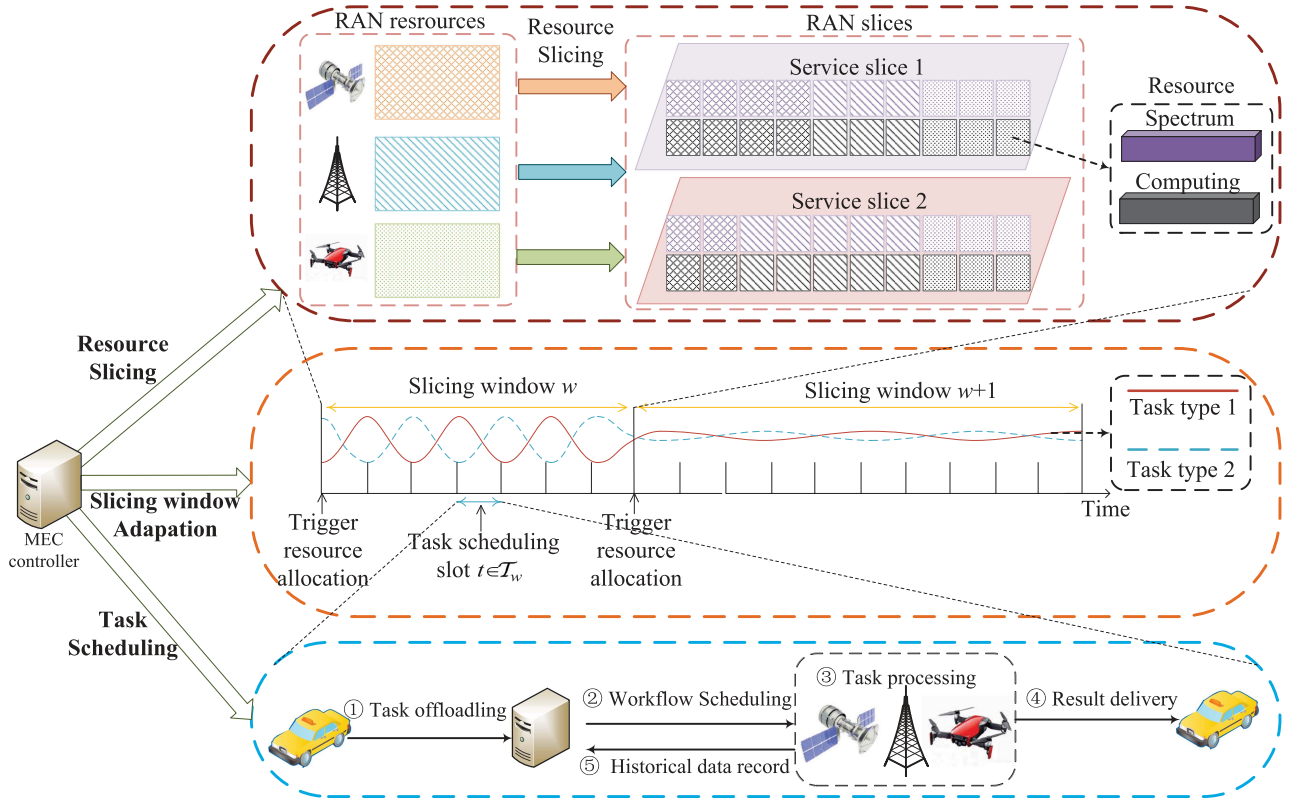 RAN resrources
Resource
Slicing
RAN slices
Service slice 1
Service slice 2
Resource
Spectrum
Computing
Resource
Slicing
Slicing window w
Slicing window w+1
Task type 1
Task type 2
MEC
controller
Slicing window
Adapation
Trigger
resource
allocation
Task scheduling
slot t∈𝒯w
Trigger
resource
allocation
Time
Task
Scheduling
① Task offloadling
② Workflow Scheduling
③ Task processing
④ Result delivery
⑤ Historical data record